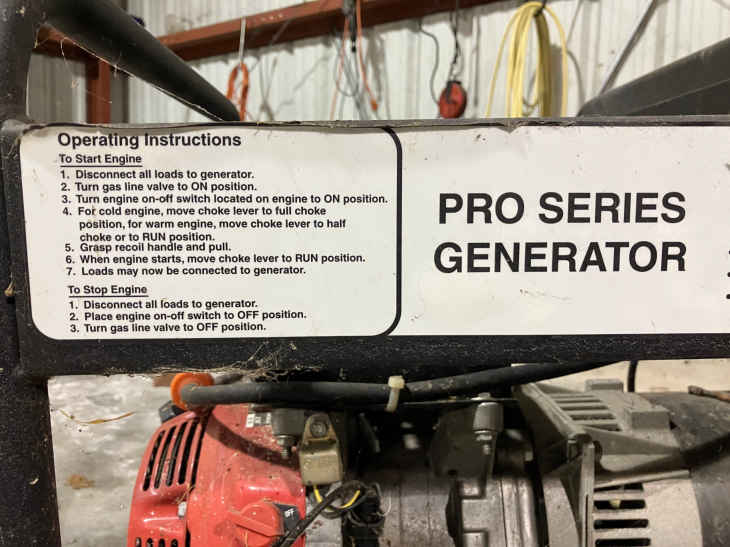 Operating Instructions
To Start Engine
1. Disconnect all loads to generator.
2. Turn gas line valve to ON position.
3. Turn engine on-off switch located on engine to ON position.
4. For cold engine, move choke lever to full choke
position, for warm engine, move choke lever to half
choke or to RUN position.
5. Grasp recoil handle and pull.
6. When engine starts, move choke lever to RUN position.
7. Loads may now be connected to generator.
To Stop Engine
1. Disconnect all loads to generator.
2. Place engine on-off switch to OFF position.
3. Turn gas line valve to OFF position.
PRO SERIES
GENERATOR